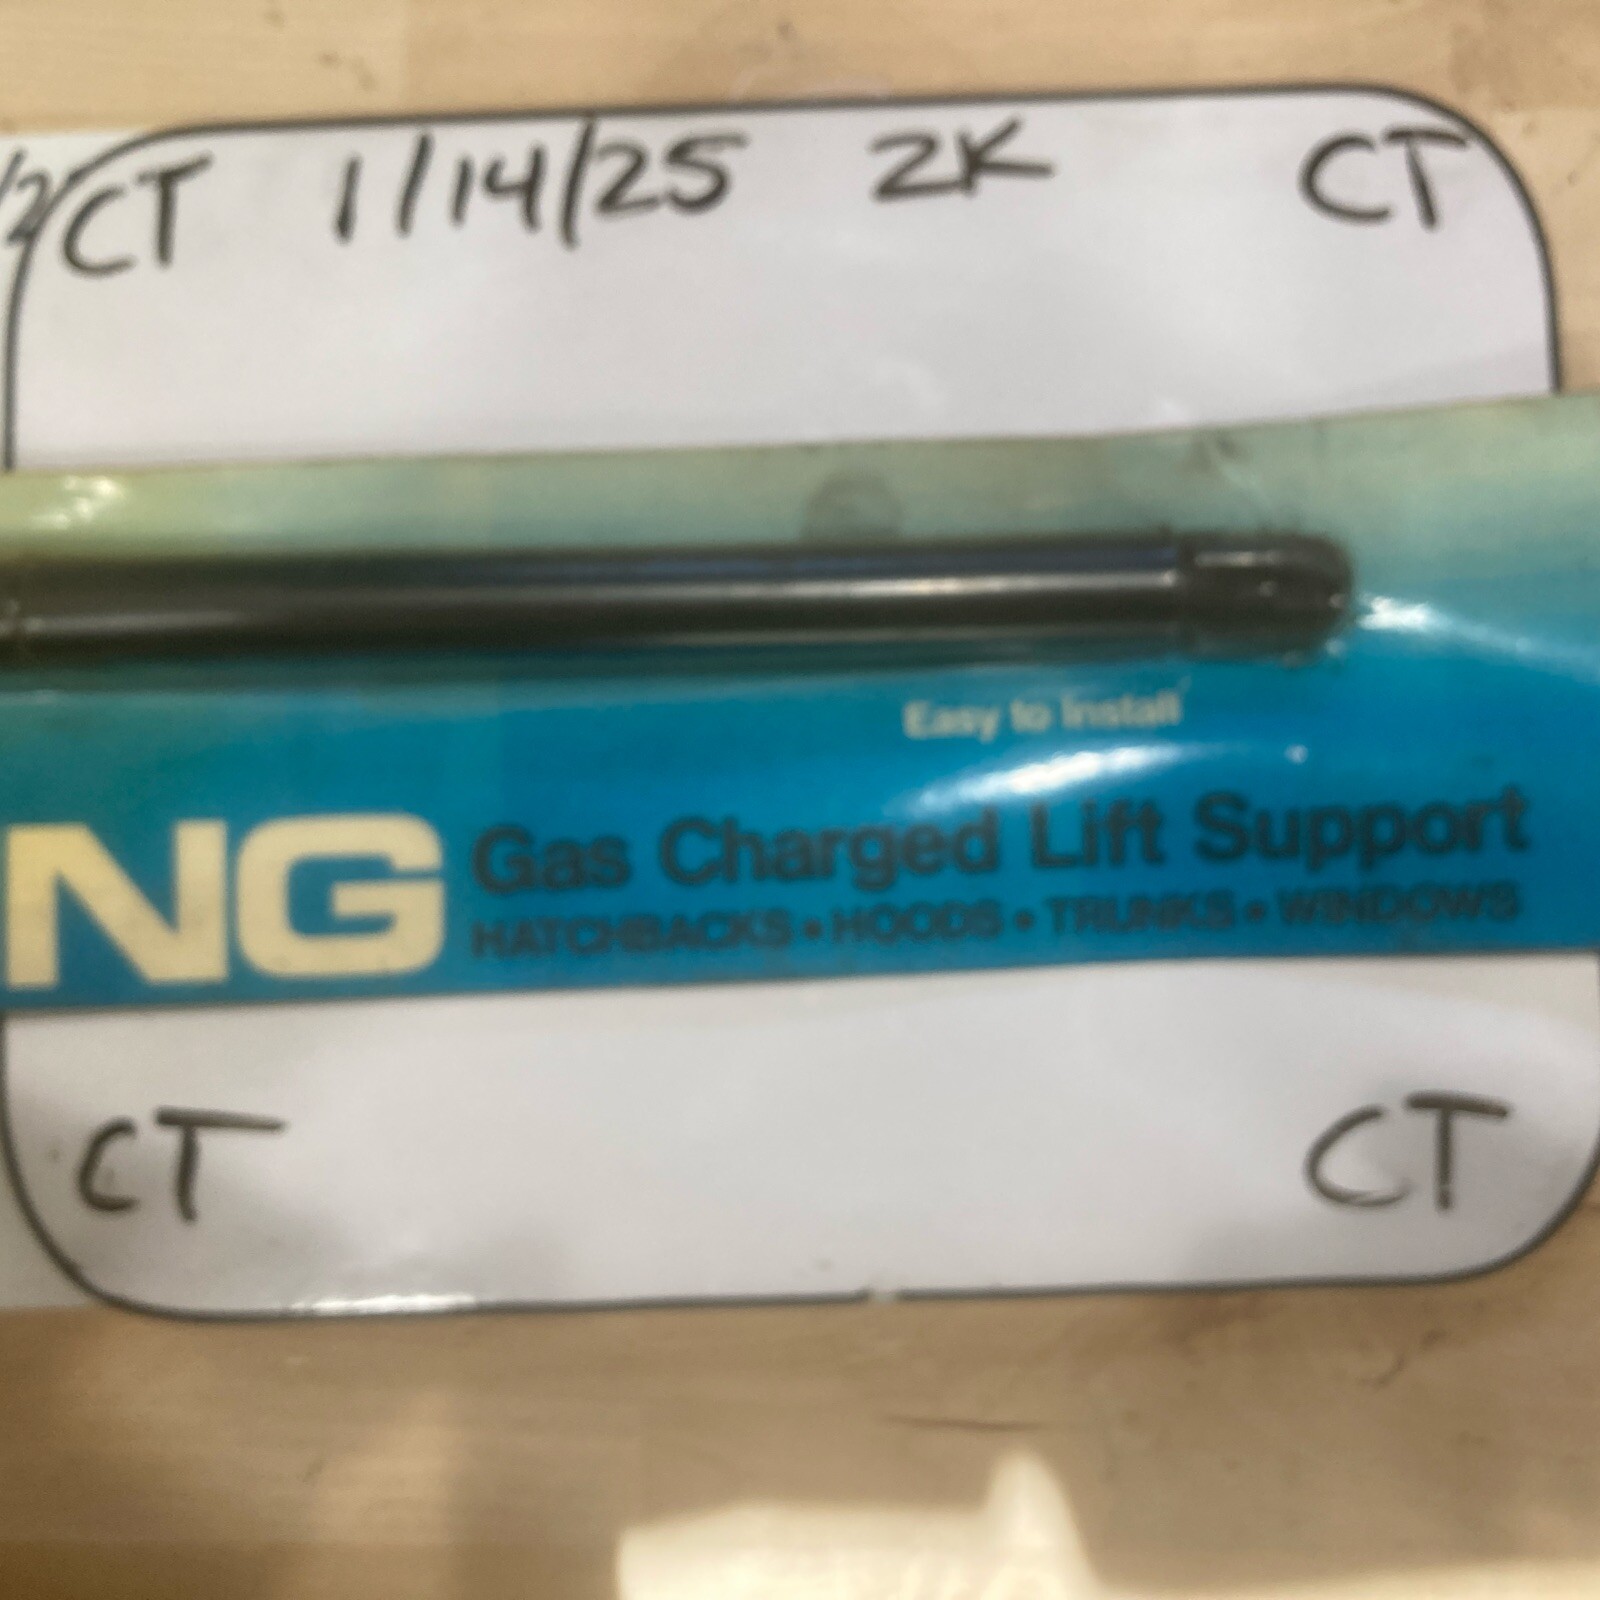 CT 1/14/25 2K CT
Easy to Install
NG Gas Charged Lift Support
HATCHBACKS • HOODS • TRUNKS • WINDOWS
CT CT